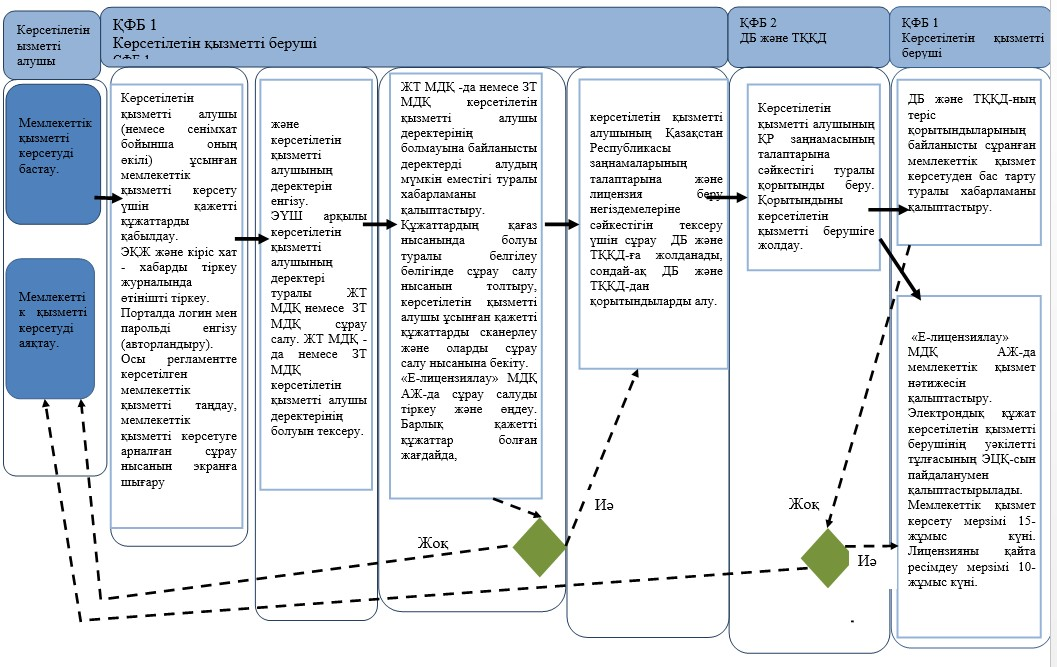 Көрсетілетін
ызметті
алушы
ҚФБ 1
Көрсетілетін қызметті беруші
ҚФБ 2
ДБ және ТҚҚД
ҚФБ 1
Көрсетілетін қызметті
беруші
Мемлекеттік
қызметті
көрсетуді
бастау.
Мемлекетті
к қызметті
көрсетуді
аяқтау.
Көрсетілетін
қызметті алушы
(немесе сенімхат
бойынша оның
өкілі) ұсынған
мемлекеттік
қызметті көрсету
үшін қажетті
құжаттарды
қабылдау.
ЭҚЖ және кіріс хат
- хабарды тіркеу
журналында
өтінішті тіркеу.
Порталда логин мен
парольді енгізу
(авторландыру).
Осы регламентте
көрсетілген
мемлекеттік
қызметті таңдау,
мемлекеттік
қызметті көрсетуге
арналған сұрау
нысанын экранға
шығару
және
көрсетілетін
қызметті
алушының
деректерін
енгізу.
ЭҮШ арқылы
көрсетілетін
қызметті
алушының
деректері
туралы ЖТ
МДҚ немесе ЗТ
МДҚ сұрау
салу. ЖТ МДҚ -
да немесе ЗТ
МДҚ
көрсетілетін
қызметті алушы
деректерінің
болуын тексеру.
ЖТ МДҚ -да немесе ЗТ
МДҚ көрсетілетін
қызметті алушы
деректерінің
болмауына байланысты
деректерді алудың
мүмкін еместігі туралы
хабарламаны
қалыптастыру.
Құжаттардың қағаз
нысанында болуы
туралы белгілеу
бөлігінде сұрау салу
нысанын толтыру,
көрсетілетін қызметті
алушы ұсынған қажетті
құжаттарды сканерлеу
және оларды сұрау
салу нысанына бекіту.
«Е-лицензиялау» МДҚ
АЖ-да сұрау салуды
тіркеу және өңдеу.
Барлық қажетті
құжаттар болған
жағдайда,
көрсетілетін қызметті
алушының Қазақстан
Республикасы
заңнамаларының
талаптарына және
лицензия беру
негіздемелеріне
сәйкестігін тексеру
үшін сұрау ДБ және
ТҚҚД-ға жолданады,
сондай-ақ ДБ және
ТҚҚД-дан
қорытындыларды алу.
Көрсетілетін
қызметті алушының
ҚР заңнамасының
талаптарына
сәйкестігі туралы
қорытынды беру.
Қорытындыны
көрсетілетін
қызметті берушіге
жолдау.
ДБ және ТҚҚД-ның
теріс
қорытындыларының
байланысты сұранған
мемлекеттік қызмет
көрсетуден бас тарту
туралы хабарламаны
қалыптастыру.
«Е-лицензиялау»
МДҚ АЖ-да
мемлекеттік қызмет
нәтижесін
қалыптастыру.
Электрондық құжат
көрсетілетін қызметті
берушінің уәкілетті
тұлғасының ЭЦҚ-сын
пайдаланумен
қалыптастырылады.
Мемлекеттік қызмет
көрсету мерзімі 15-
жұмыс күні.
Лицензияны қайта
ресімдеу мерзімі 10-
жұмыс күні.
Жоқ
Иә
Жоқ
Иә